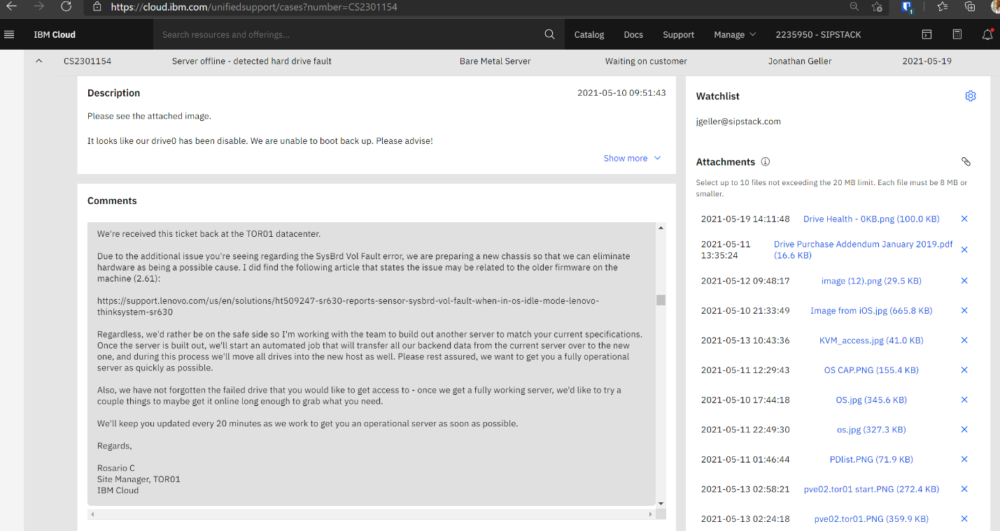 https://cloud.ibm.com/unifiedsupport/cases?number=CS2301154
1
IBM Cloud
Search resources and offerings...
Catalog
Docs
Support
Manage
2235950 - SIPSTACK
CS2301154
Server offline - detected hard drive fault
Bare Metal Server
Waiting on customer
Jonathan Geller
2021-05-19
Description
2021-05-10 09:51:43
Please see the attached image.
It looks like our drive0 has been disable. We are unable to boot back up. Please advise!
Show more
Comments
We're received this ticket back at the TOR01 datacenter.
Due to the additional issue you're seeing regarding the SysBrd Vol Fault error, we are preparing a new chassis so that we can eliminate
hardware as being a possible cause. I did find the following article that states the issue may be related to the older firmware on the
machine (2.61):
https://support.lenovo.com/us/en/solutions/ht509247-sr630-reports-sensor-sysbrd-vol-fault-when-in-os-idle-mode-lenovo-
thinksystem-sr630
Regardless, we'd rather be on the safe side so I'm working with the team to build out another server to match your current specifications.
Once the server is built out, we'll start an automated job that will transfer all our backend data from the current server over to the new
one, and during this process we'll move all drives into the new host as well. Please rest assured, we want to get you a fully operational
server as quickly as possible.
Also, we have not forgotten the failed drive that you would like to get access to - once we get a fully working server, we'd like to try a
couple things to maybe get it online long enough to grab what you need.
We'll keep you updated every 20 minutes as we work to get you an operational server as soon as possible.
Regards,
Rosario C
Site Manager, TOR01
IBM Cloud
Watchlist
jgeller@sipstack.com
Attachments
Select up to 10 files not exceeding the 20 MB limit. Each file must be 8 MB or
smaller.
2021-05-19 14:11:48 Drive Health - 0KB.png (100.0 KB)
2021-05-11 13:35:24 Drive Purchase Addendum January 2019.pdf
(16.6 KB)
2021-05-12 09:48:17 image (12).png (29.5 KB)
2021-05-10 21:33:49 Image from iOS.jpg (665.8 KB)
2021-05-13 10:43:36 KVM_access.jpg (41.0 KB)
2021-05-11 12:29:43 OS CAP.PNG (155.4 KB)
2021-05-10 17:44:18 OS.jpg (345.6 KB)
2021-05-11 22:49:30 os.jpg (327.3 KB)
2021-05-11 01:46:44 PDlist.PNG (71.9 KB)
2021-05-13 02:58:21 pve02.tor01 start.PNG (272.4 KB)
2021-05-13 02:24:18 pve02.tor01.PNG (359.9 KB)